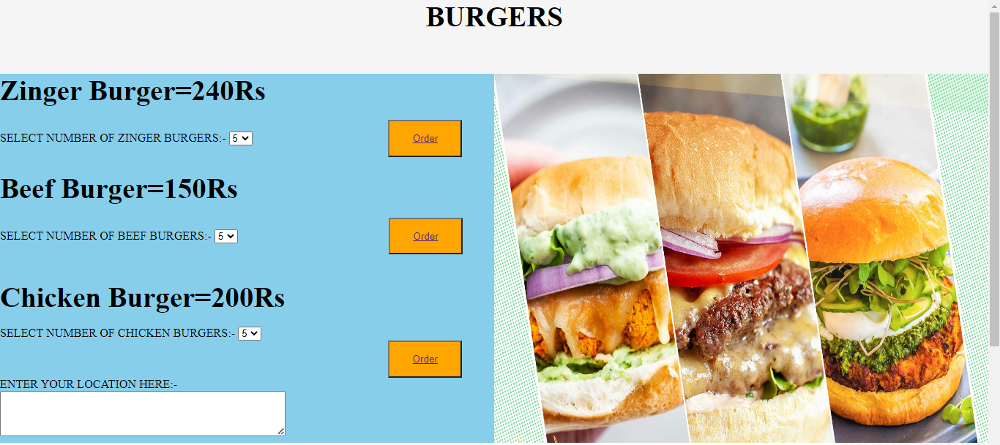 BURGERS
Zinger Burger=240Rs
SELECT NUMBER OF ZINGER BURGERS:- 5
Order
Beef Burger=150Rs
SELECT NUMBER OF BEEF BURGERS:- 5
Order
Chicken Burger=200Rs
SELECT NUMBER OF CHICKEN BURGERS:- 5
Order
ENTER YOUR LOCATION HERE:-